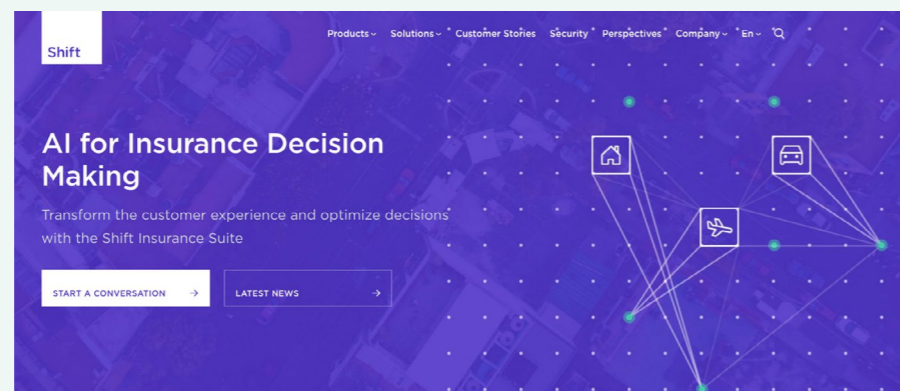 Shift
Products Solutions Customer Stories Security Perspectives Company En
AI for Insurance Decision
Making
Transform the customer experience and optimize decisions
with the Shift Insurance Suite
START A CONVERSATION → LATEST NEWS →